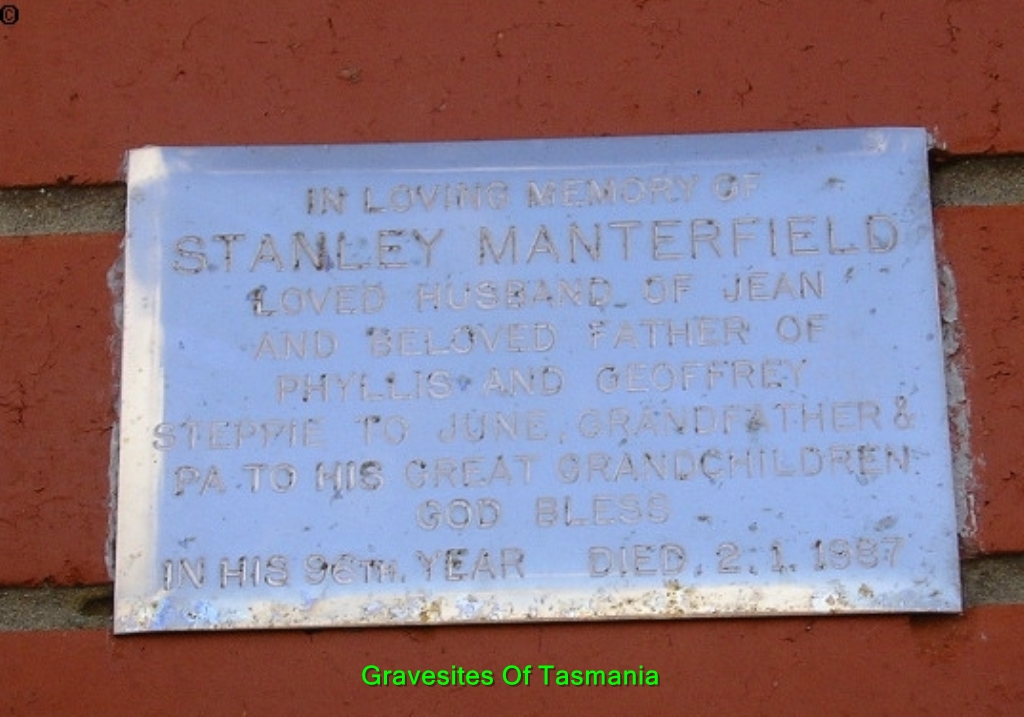 ©
IN LOVING MEMORY OF
STANLEY MANTERFIELD
LOVED HUSBAND OF JEAN
AND BELOVED FATHER OF
PHYLLIS AND GEOFFREY
STEPPIE TO JUNE, GRANDFATHER &
PA TO HIS GREAT GRANDCHILDREN
GOD BLESS
IN HIS 96TH. YEAR DIED 2.1.1987
Gravesites Of Tasmania